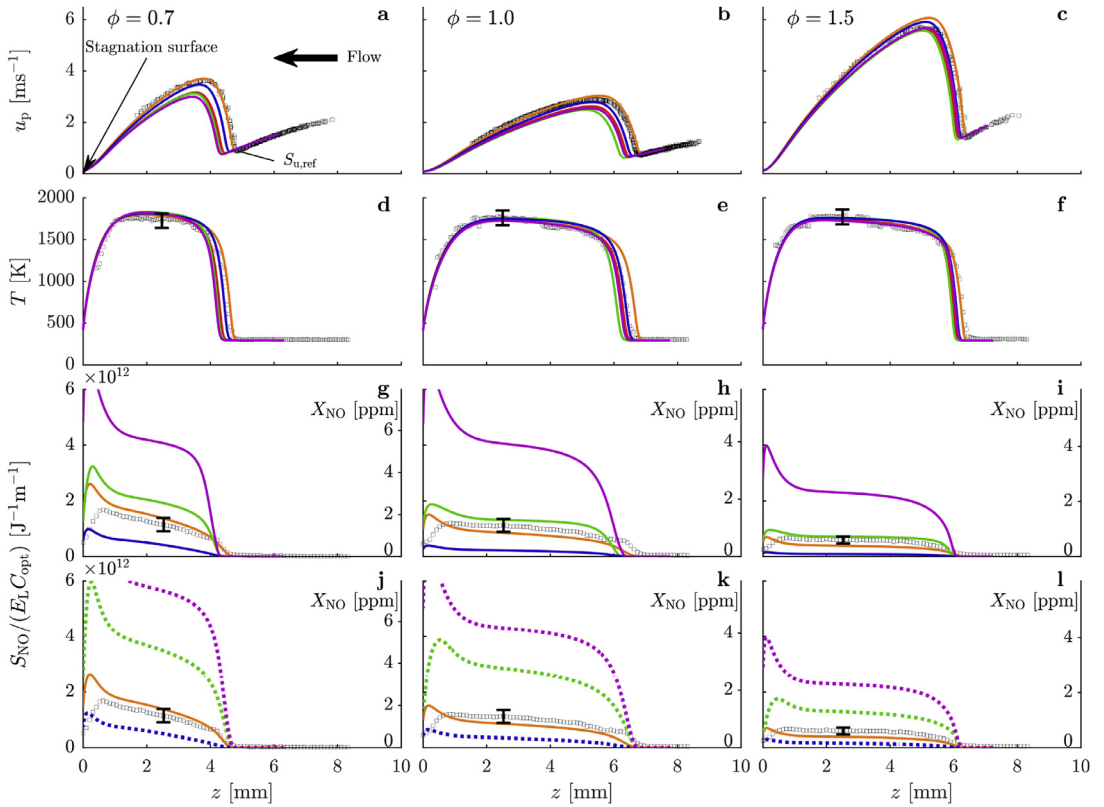 ϕ = 0.7 a
Stagnation surface
Flow
S_u,ref
u_p [ms⁻¹]
6
4
2
0
ϕ = 1.0 b
ϕ = 1.5 c
d
e
f
T [K]
2000
1500
1000
500
0
×10¹²
g
X_NO [ppm]
h
X_NO [ppm]
i
X_NO [ppm]
6
4
2
0
6
4
2
0
4
2
0
S_NO/(E_L C_opt) [J⁻¹m⁻¹]
×10¹²
j
X_NO [ppm]
k
X_NO [ppm]
l
X_NO [ppm]
6
4
2
0
6
4
2
0
4
2
0
6
4
2
0
0 2 4 6 8 10
0 2 4 6 8 10
0 2 4 6 8 10
z [mm]
z [mm]
z [mm]